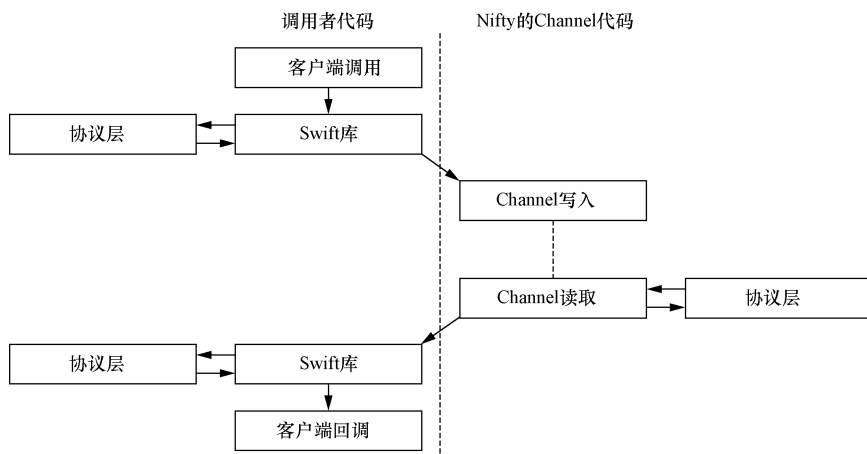 调用者代码
Nifty的Channel代码
客户端调用
协议层
Swift库
Channel写入
Channel读取
协议层
协议层
Swift库
客户端回调